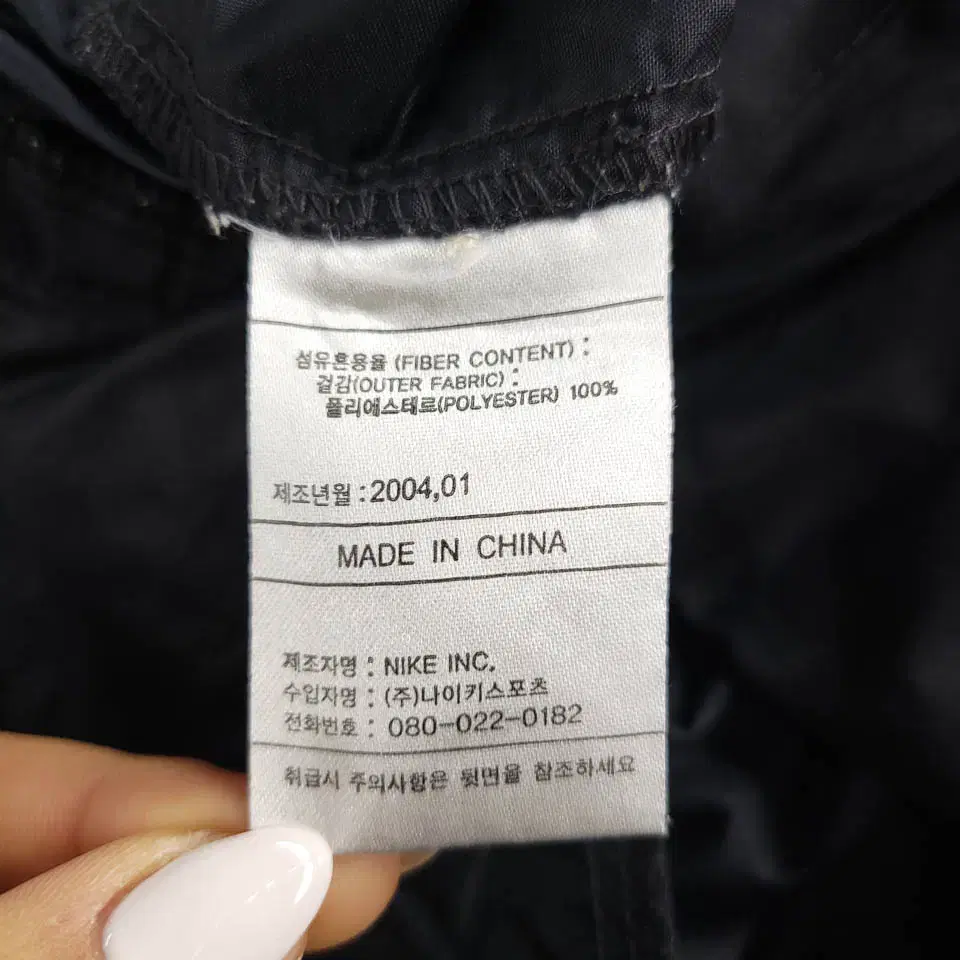 섬유혼용율 (FIBER CONTENT) :
겉감(OUTER FABRIC) :
폴리에스테르(POLYESTER) 100%
제조년월 : 2004,01
MADE IN CHINA
제조자명 : NIKE INC.
수입자명 : (주)나이키스포츠
전화번호 : 080-022-0182
취급시 주의사항은 뒷면을 참조하세요